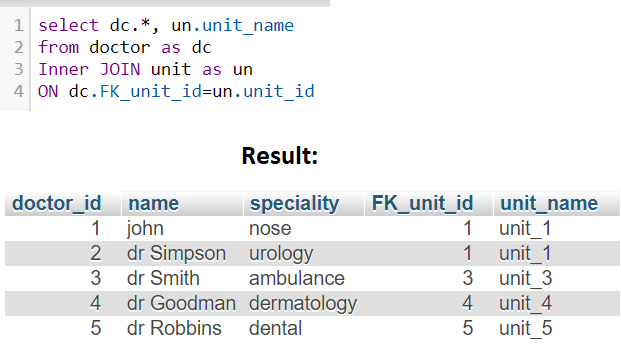 1 select dc.*, un.unit_name
2 from doctor as dc
3 Inner JOIN unit as un
4 ON dc.FK_unit_id=un.unit_id
Result:
doctor_id name speciality FK_unit_id unit_name
1 john nose 1 unit_1
2 dr Simpson urology 1 unit_1
3 dr Smith ambulance 3 unit_3
4 dr Goodman dermatology 4 unit_4
5 dr Robbins dental 5 unit_5